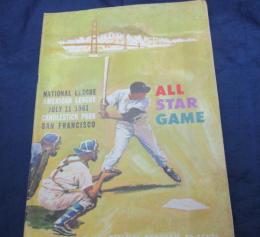 ALL
STAR
GAME
NATIONAL LEAGUE
AMERICAN LEAGUE
JULY 11 1961
CANDLESTICK PARK
SAN FRANCISCO